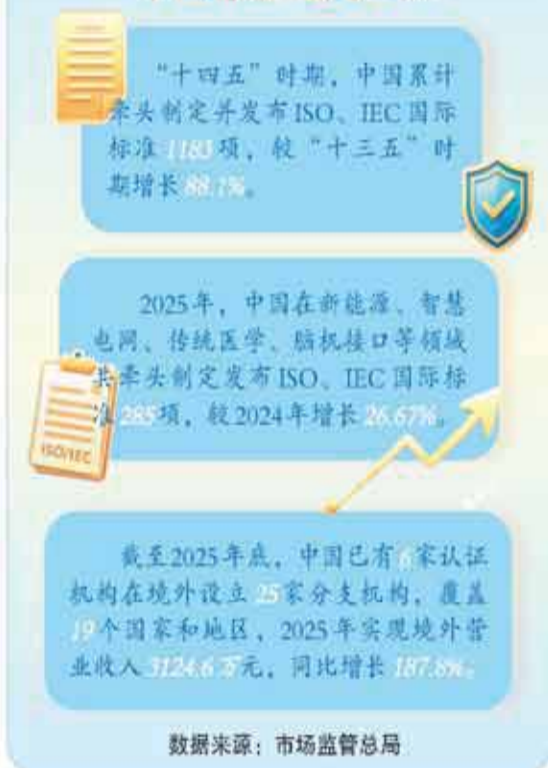 “十四五”时期，中国累计
牵头制定并发布ISO、IEC国际
标准1183项，较“十三五”时
期增长88.1%。
2025年，中国在新能源、智慧
电网、传统医学、脑机接口等领域
共牵头制定发布ISO、IEC国际标
准285项，较2024年增长26.67%。
ISO/IEC
截至2025年底，中国已有6家认证
机构在境外设立25家分支机构，覆盖
19个国家和地区，2025年实现境外营
业收入3124.6万元，同比增长187.8%。
数据来源：市场监管总局